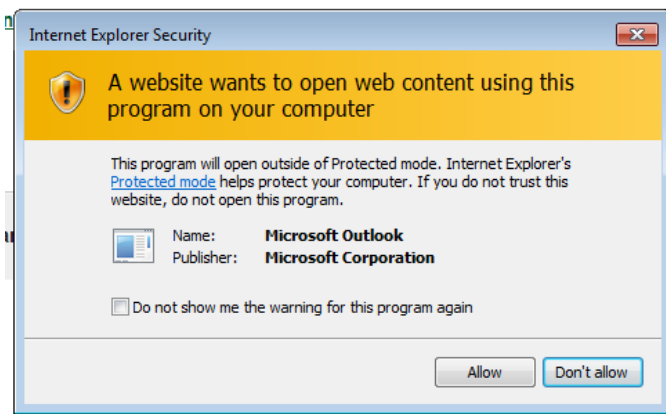 Internet Explorer Security
A website wants to open web content using this
program on your computer
This program will open outside of Protected mode. Internet Explorer's
Protected mode helps protect your computer. If you do not trust this
website, do not open this program.
Name: Microsoft Outlook
Publisher: Microsoft Corporation
Do not show me the warning for this program again
Allow Don't allow